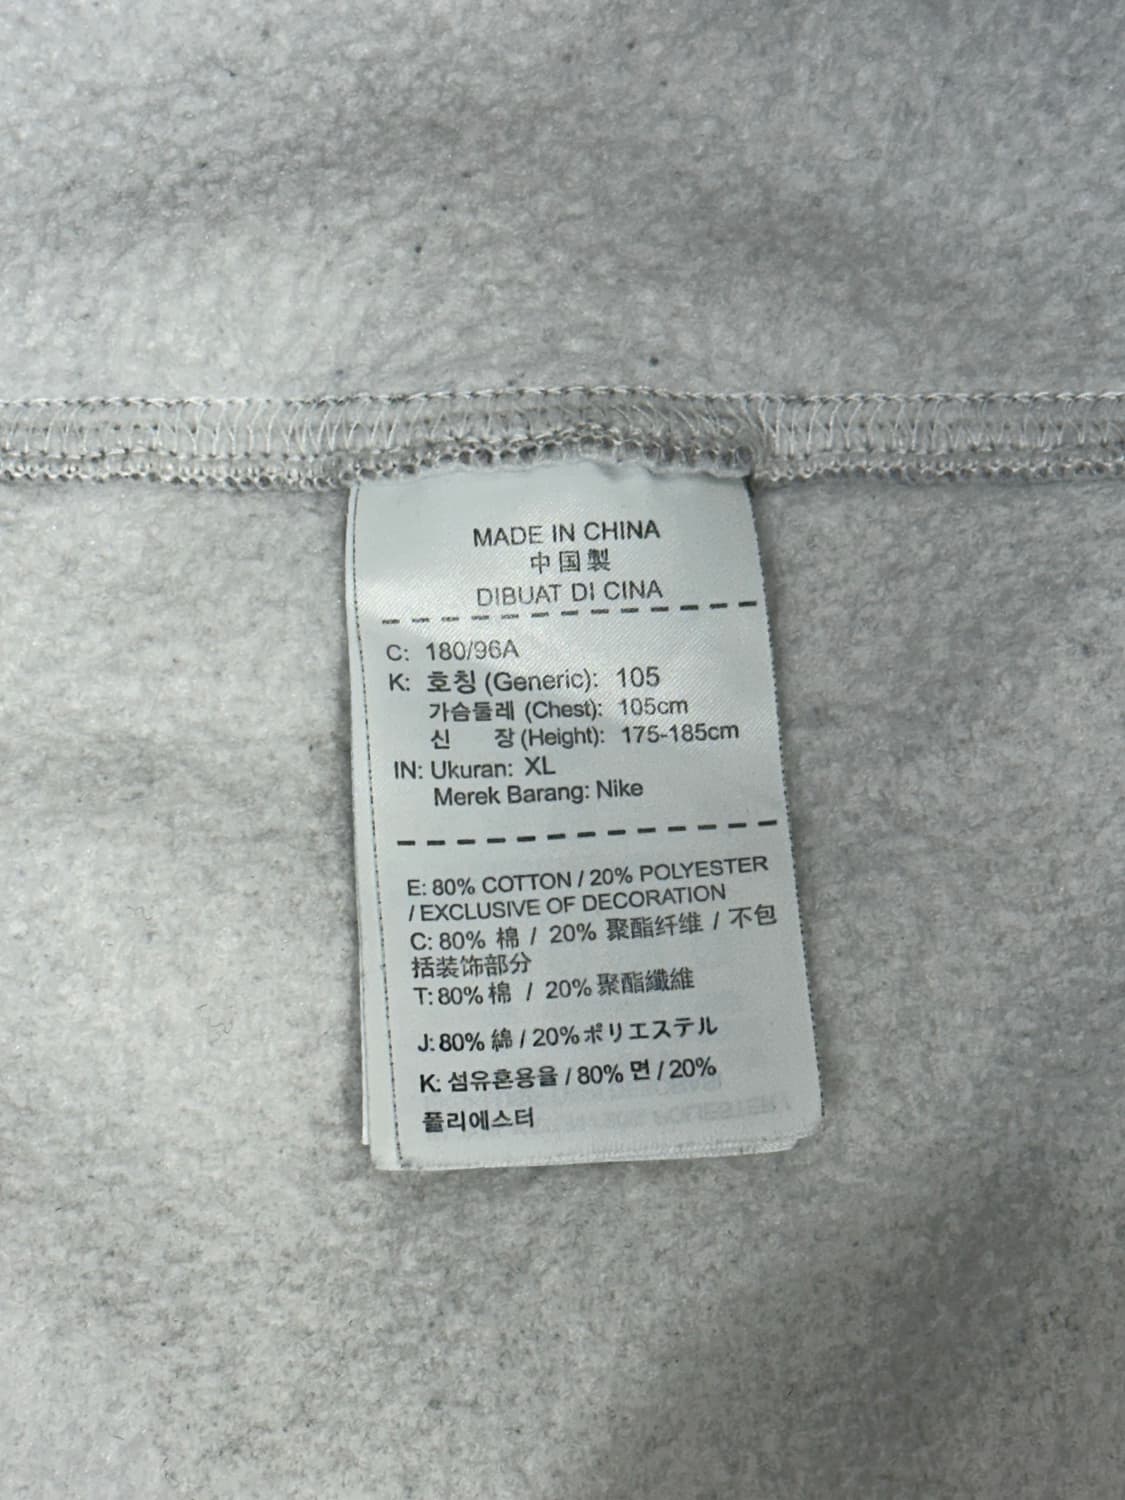 MADE IN CHINA
中国製
DIBUAT DI CINA
C: 180/96A
K: 호칭 (Generic): 105
가슴둘레 (Chest): 105cm
신 장 (Height): 175-185cm
IN: Ukuran: XL
Merek Barang: Nike
E: 80% COTTON / 20% POLYESTER
/ EXCLUSIVE OF DECORATION
C: 80% 棉 / 20% 聚酯纤维 / 不包
括装饰部分
T: 80% 棉 / 20% 聚酯纖維
J: 80% 綿 / 20% ポリエステル
K: 섬유혼용율 / 80% 면 / 20%
폴리에스터